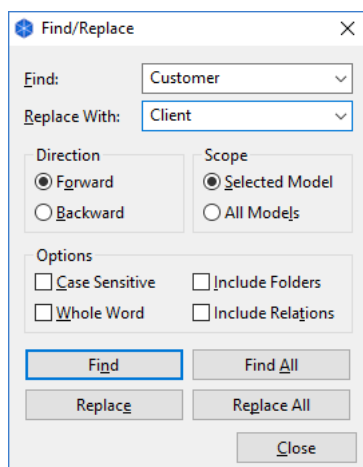 Find/Replace
Find: Customer
Replace With: Client
Direction Scope
Forward Selected Model
Backward All Models
Options
Case Sensitive Include Folders
Whole Word Include Relations
Find Find All
Replace Replace All
Close